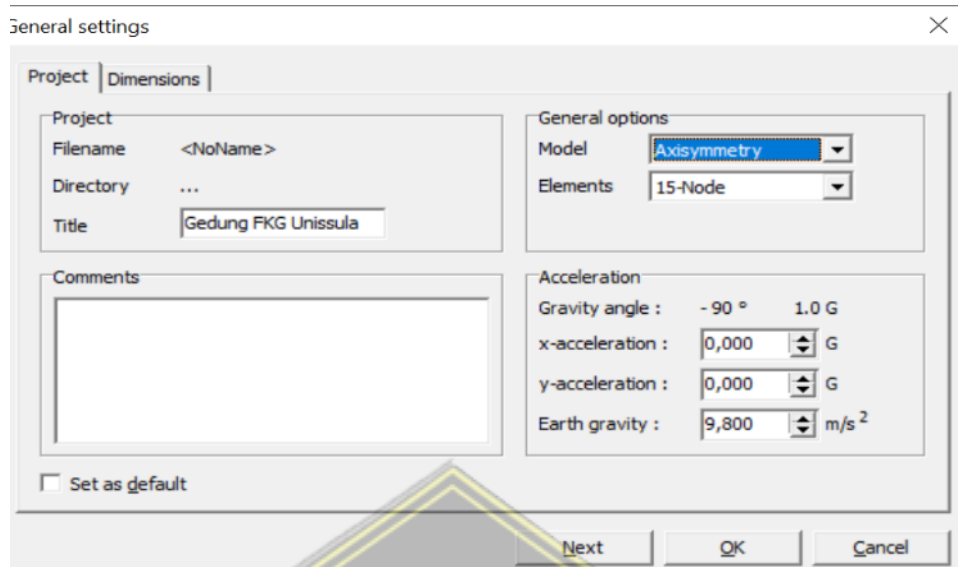 General settings
Project Dimensions
Project
Filename <NoName>
Directory ...
Title Gedung FKG Unissula
Comments
Set as default
General options
Model Axisymmetry
Elements 15-Node
Acceleration
Gravity angle : - 90 ° 1.0 G
x-acceleration : 0,000 G
y-acceleration : 0,000 G
Earth gravity : 9,800 m/s 2
Next OK Cancel